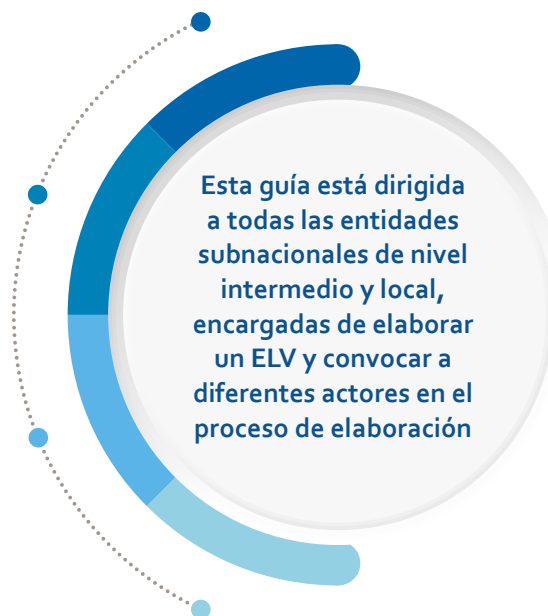 Esta guía está dirigida
a todas las entidades
subnacionales de nivel
intermedio y local,
encargadas de elaborar
un ELV y convocar a
diferentes actores en el
proceso de elaboración